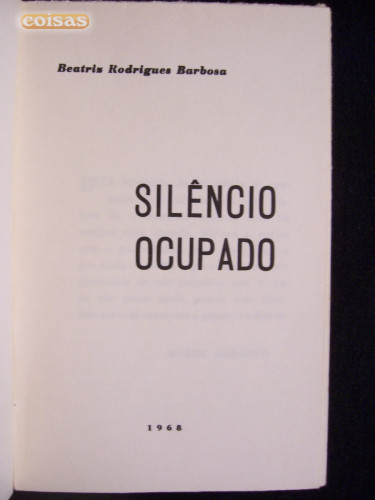 coisas
Beatriz Rodrigues Barbosa
SILÊNCIO
OCUPADO
1968